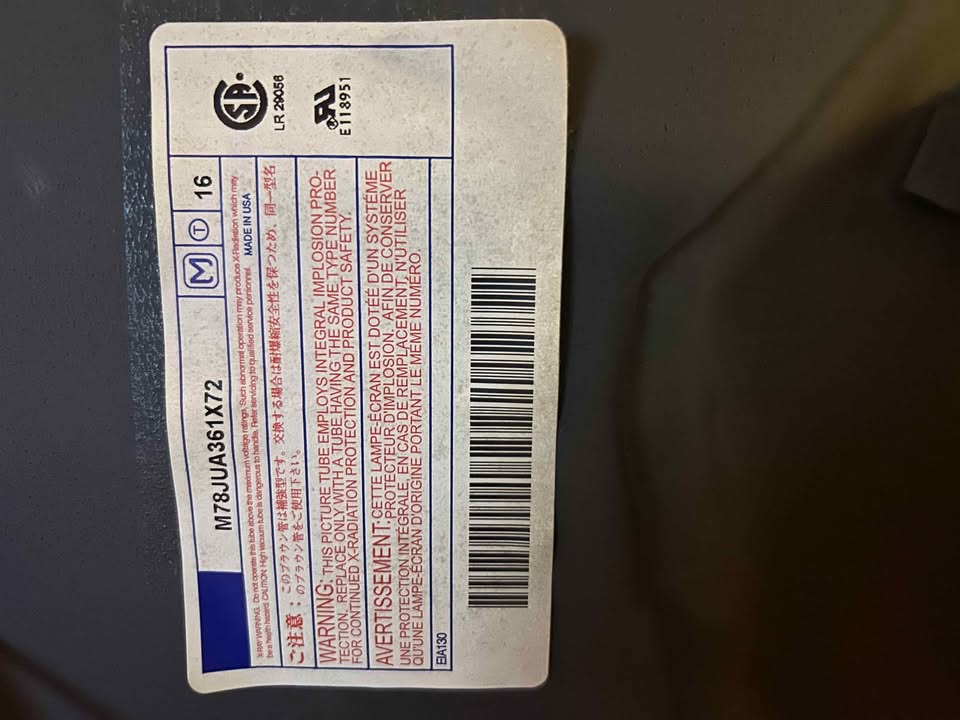 M78JUA361X72
M T 16
X-RAY WARNING. Do not operate this tube above the maximum voltage ratings. Such abnormal operation may produce X-Radiation which may
be a health hazard. CAUTION: High vacuum tube is dangerous to handle. Refer servicing to qualified service personnel. MADE IN USA
ご注意: このブラウン管は補強型です。交換する場合は耐爆縮安全性を保つため、同一型名
のブラウン管をご使用下さい。
WARNING: THIS PICTURE TUBE EMPLOYS INTEGRAL IMPLOSION PRO-
TECTION. REPLACE ONLY WITH A TUBE HAVING THE SAME TYPE NUMBER
FOR CONTINUED X-RADIATION PROTECTION AND PRODUCT SAFETY.
AVERTISSEMENT: CETTE LAMPE-ÉCRAN EST DOTÉE D'UN SYSTÉME
PROTECTEUR D'IMPLOSION. AFIN DE CONSERVER
UNE PROTECTION INTÉGRALE, EN CAS DE REMPLACEMENT, N'UTILISER
QU'UNE LAMPE-ÉCRAN D'ORIGINE PORTANT LE MÊME NUMÉRO.
EIA130
SA®
LR 29056
RU®
E118951